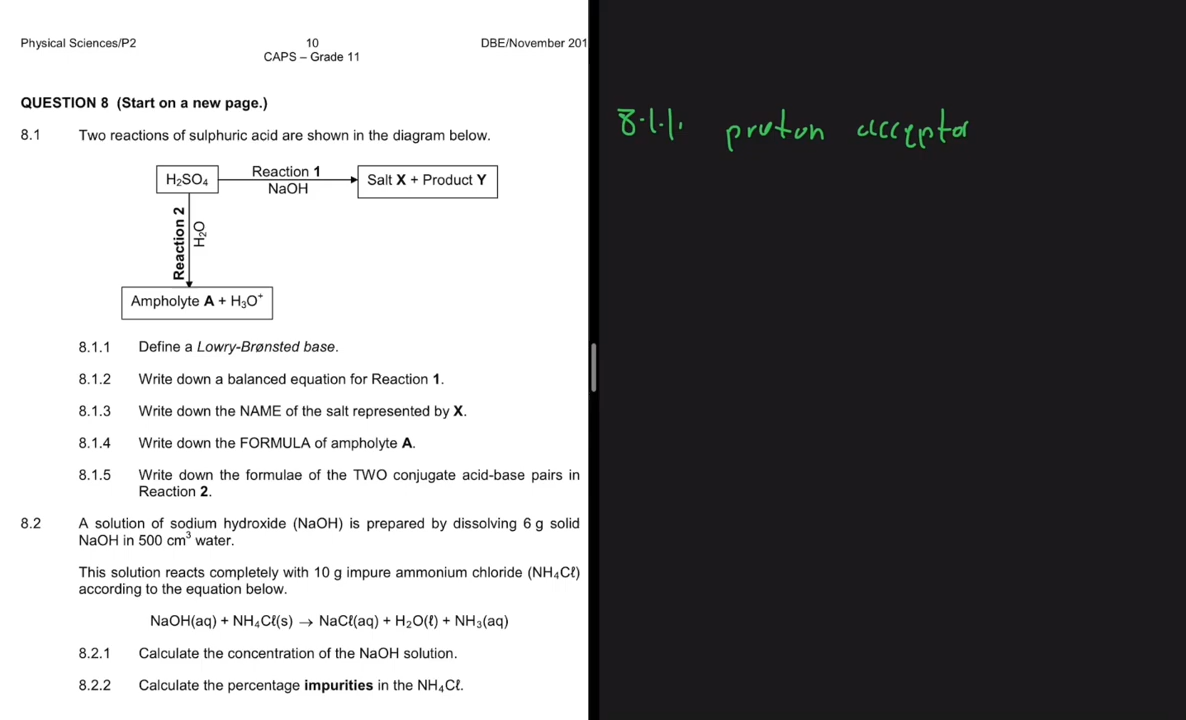 Physical Sciences/P2 10 DBE/November 201
CAPS – Grade 11
QUESTION 8 (Start on a new page.)
8.1 Two reactions of sulphuric acid are shown in the diagram below.
H₂SO₄ Reaction 1 NaOH Salt X + Product Y
Reaction 2 H₂O
Ampholyte A + H₃O⁺
8.1.1 Define a Lowry-Brønsted base.
8.1.2 Write down a balanced equation for Reaction 1.
8.1.3 Write down the NAME of the salt represented by X.
8.1.4 Write down the FORMULA of ampholyte A.
8.1.5 Write down the formulae of the TWO conjugate acid-base pairs in
Reaction 2.
8.2 A solution of sodium hydroxide (NaOH) is prepared by dissolving 6 g solid
NaOH in 500 cm³ water.
This solution reacts completely with 10 g impure ammonium chloride (NH₄Cℓ)
according to the equation below.
NaOH(aq) + NH₄Cℓ(s) → NaCℓ(aq) + H₂O(ℓ) + NH₃(aq)
8.2.1 Calculate the concentration of the NaOH solution.
8.2.2 Calculate the percentage impurities in the NH₄Cℓ.
8.1.1. proton acceptor